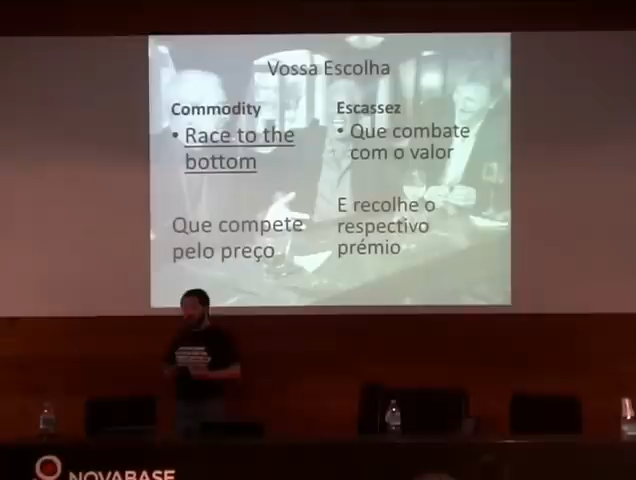 Vossa Escolha
Commodity
• Race to the
bottom
Que compete
pelo preço
Escassez
• Que combate
com o valor
E recolhe o
respectivo
prémio
NOVABASE